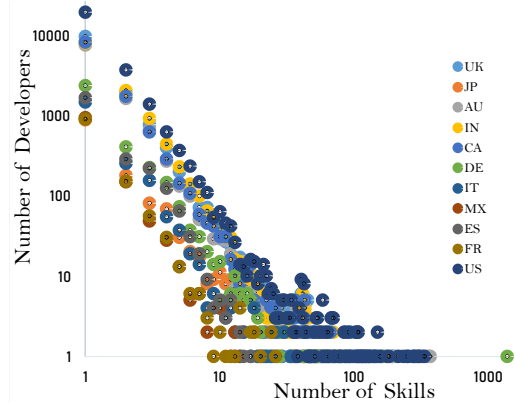 10000
1000
100
10
1
Number of Developers
1
10
100
1000
Number of Skills
UK
JP
AU
IN
CA
DE
IT
MX
ES
FR
US